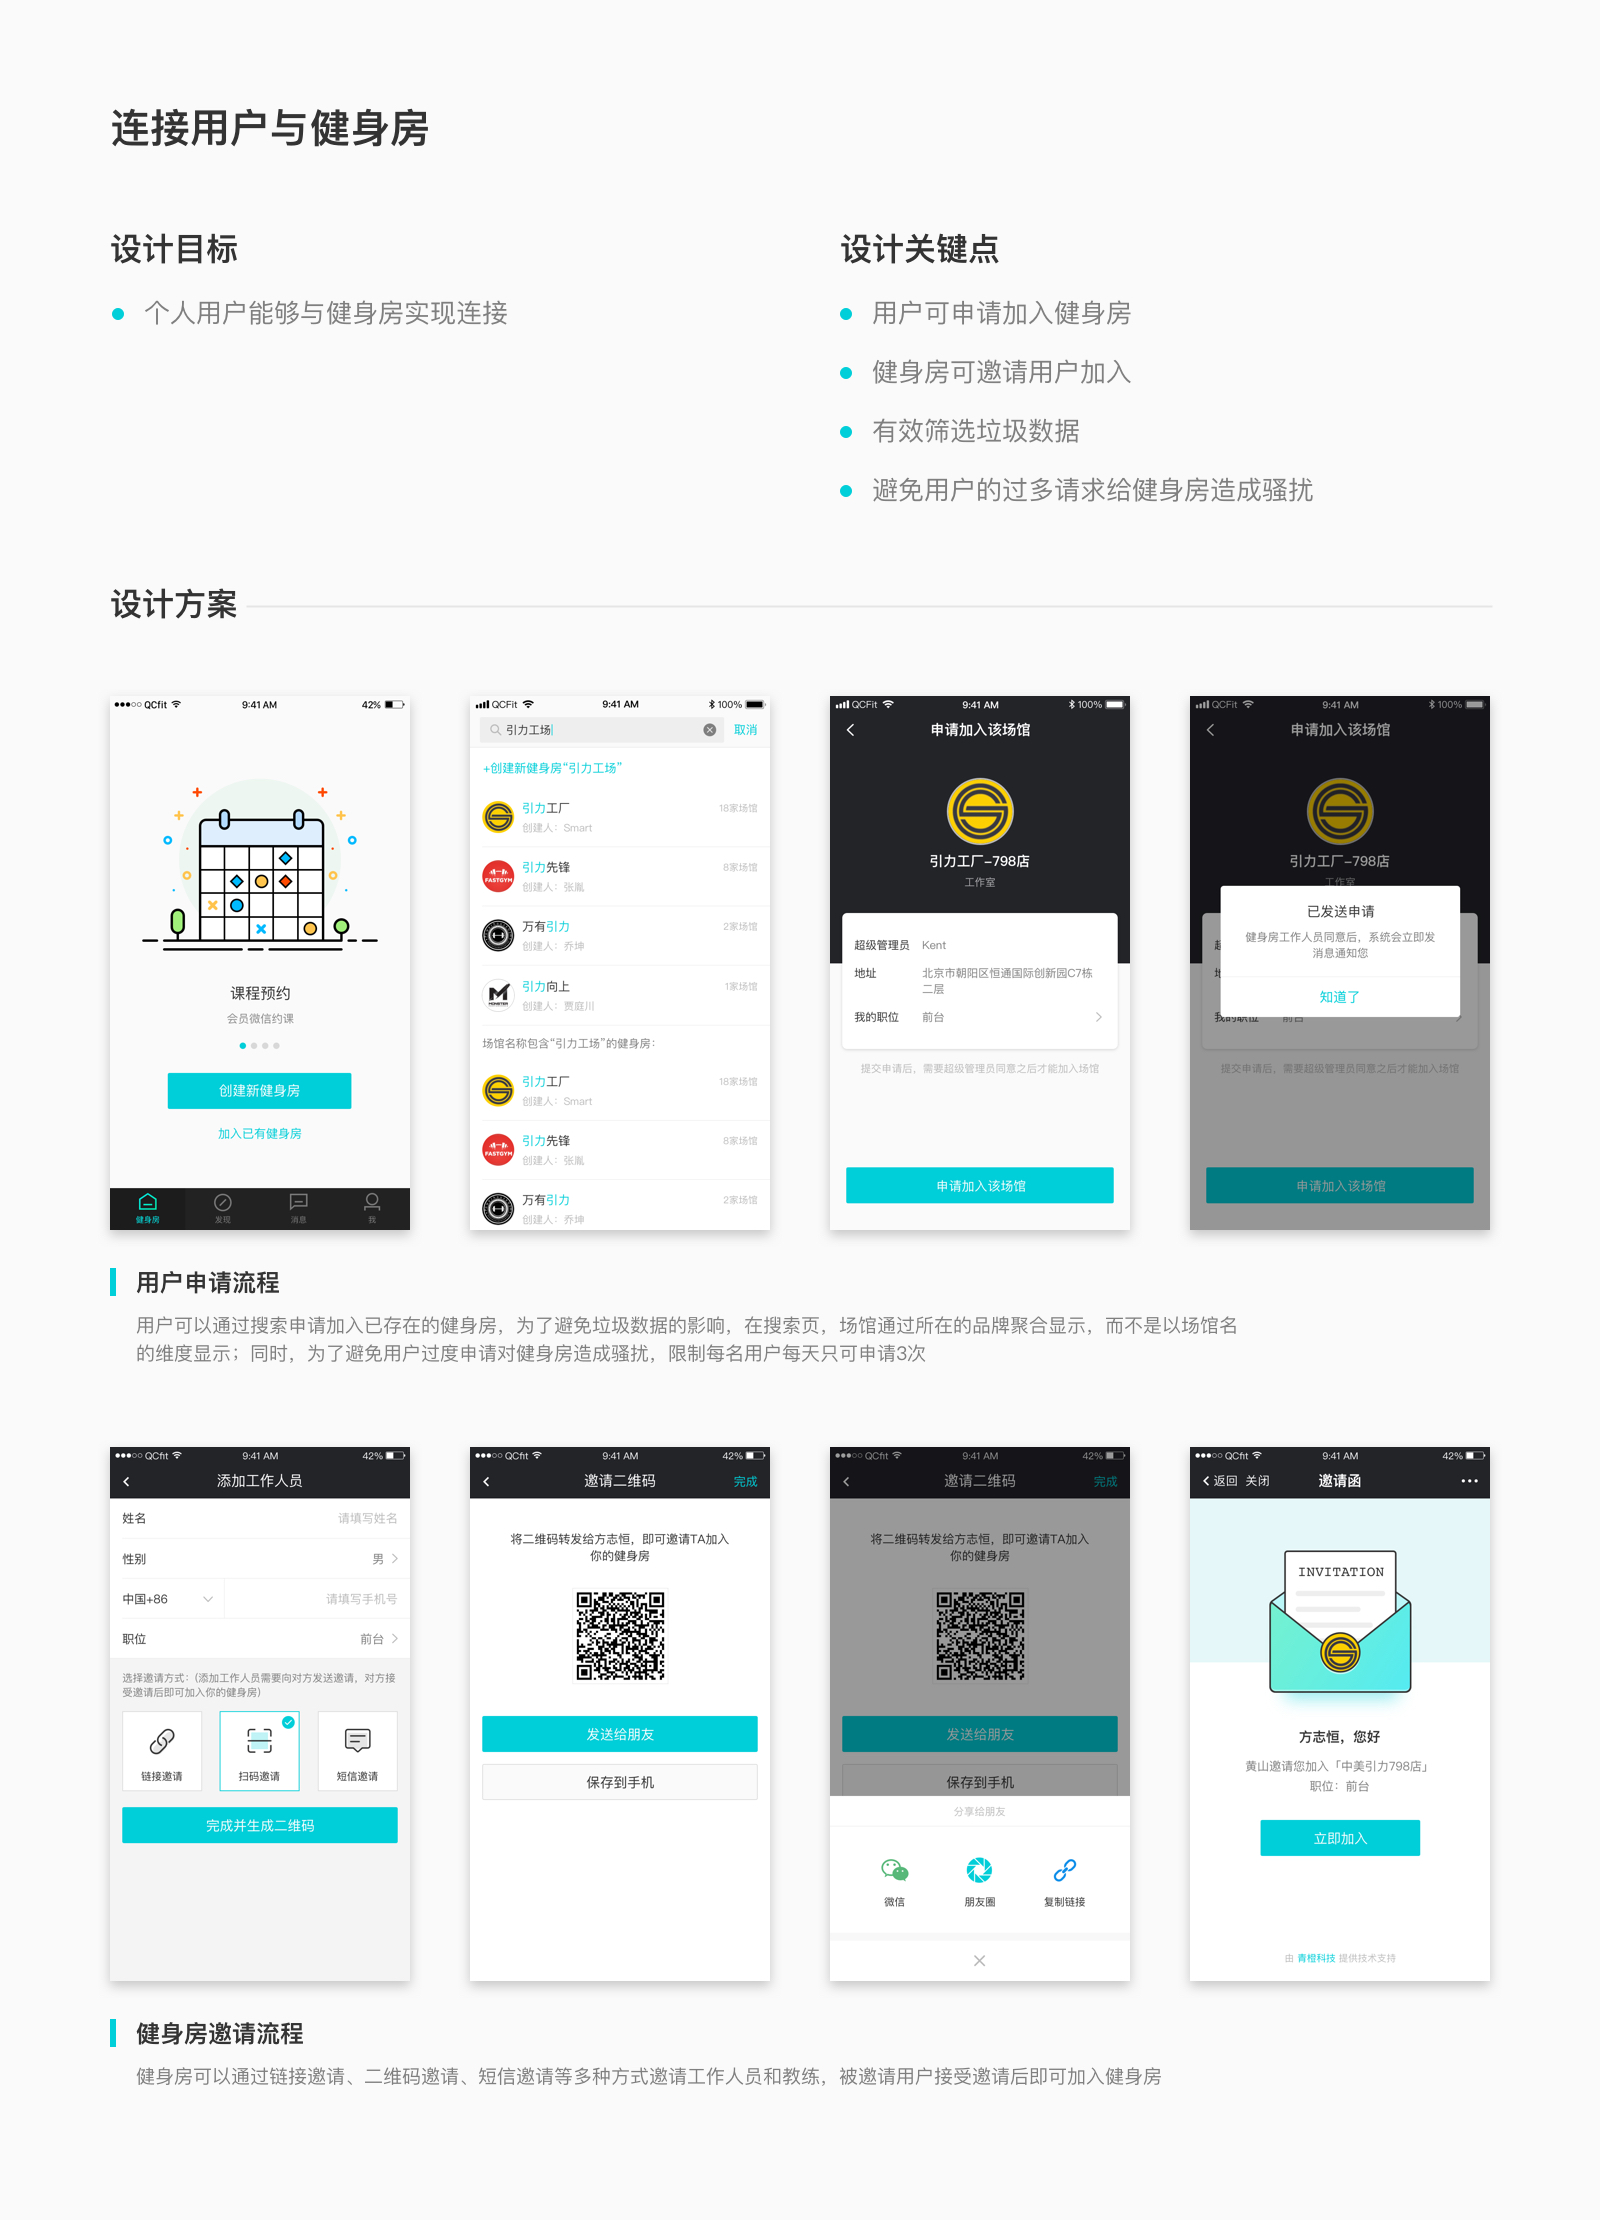 连接用户与健身房
设计目标
个人用户能够与健身房实现连接
设计关键点
用户可申请加入健身房
健身房可邀请用户加入
有效筛选垃圾数据
避免用户的过多请求给健身房造成骚扰
设计方案
QCfit 9:41 AM 42%
课程预约
会员微信约课
创建新健身房
加入已有健身房
健身房 发现 消息 我
QCFit 9:41 AM 100%
引力工场 取消
+创建新健身房“引力工场”
引力工厂 18家场馆
创建人：Smart
引力先锋 8家场馆
创建人：张胤
FASTGYM
万有引力 2家场馆
创建人：乔坤
引力向上 1家场馆
创建人：贾庭川
MONSTER
场馆名称包含“引力工场”的健身房：
引力工厂 18家场馆
创建人：Smart
引力先锋 8家场馆
创建人：张胤
FASTGYM
万有引力 2家场馆
创建人：乔坤
QCFit 9:41 AM 100%
申请加入该场馆
引力工厂-798店
工作室
超级管理员 Kent
地址 北京市朝阳区恒通国际创新园C7栋
二层
我的职位 前台
提交申请后，需要超级管理员同意之后才能加入场馆
申请加入该场馆
QCFit 9:41 AM 100%
申请加入该场馆
引力工厂-798店
工作室
已发送申请
健身房工作人员同意后，系统会立即发
消息通知您
知道了
我的职位 前台
提交申请后，需要超级管理员同意之后才能加入场馆
申请加入该场馆
用户申请流程
用户可以通过搜索申请加入已存在的健身房，为了避免垃圾数据的影响，在搜索页，场馆通过所在的品牌聚合显示，而不是以场馆名
的维度显示；同时，为了避免用户过度申请对健身房造成骚扰，限制每名用户每天只可申请3次
QCfit 9:41 AM 42%
添加工作人员
姓名 请填写姓名
性别 男
中国+86 请填写手机号
职位 前台
选择邀请方式：（添加工作人员需要向对方发送邀请，对方接
受邀请后即可加入你的健身房）
链接邀请 扫码邀请 短信邀请
完成并生成二维码
QCfit 9:41 AM 42%
邀请二维码 完成
将二维码转发给方志恒，即可邀请TA加入
你的健身房
发送给朋友
保存到手机
QCfit 9:41 AM 42%
邀请二维码 完成
将二维码转发给方志恒，即可邀请TA加入
你的健身房
发送给朋友
保存到手机
分享给朋友
微信 朋友圈 复制链接
QCfit 9:41 AM 42%
返回 关闭 邀请函
INVITATION
方志恒，您好
黄山邀请您加入「中美引力798店」
职位：前台
立即加入
由 青橙科技 提供技术支持
健身房邀请流程
健身房可以通过链接邀请、二维码邀请、短信邀请等多种方式邀请工作人员和教练，被邀请用户接受邀请后即可加入健身房